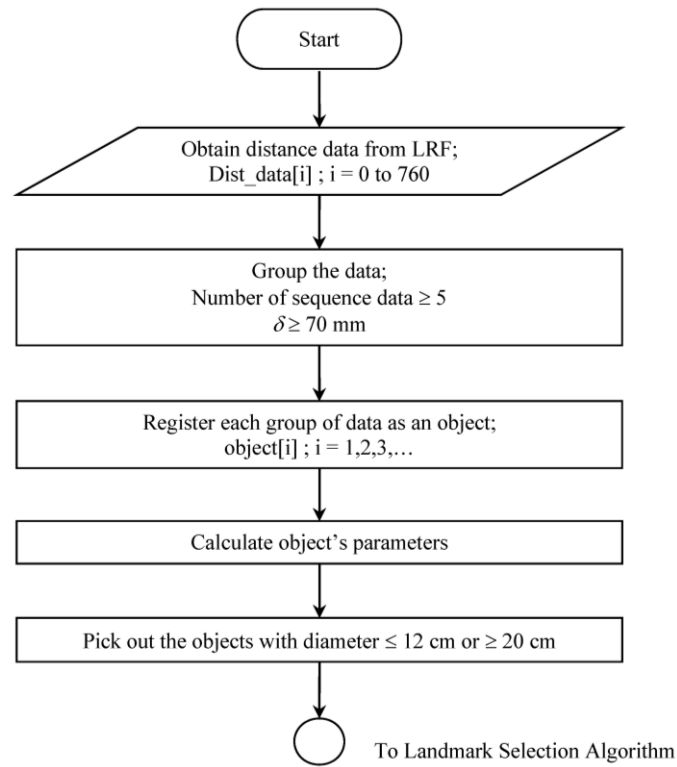 Start
Obtain distance data from LRF;
Dist_data[i] ; i = 0 to 760
Group the data;
Number of sequence data ≥ 5
δ ≥ 70 mm
Register each group of data as an object;
object[i] ; i = 1,2,3,…
Calculate object's parameters
Pick out the objects with diameter ≤ 12 cm or ≥ 20 cm
To Landmark Selection Algorithm